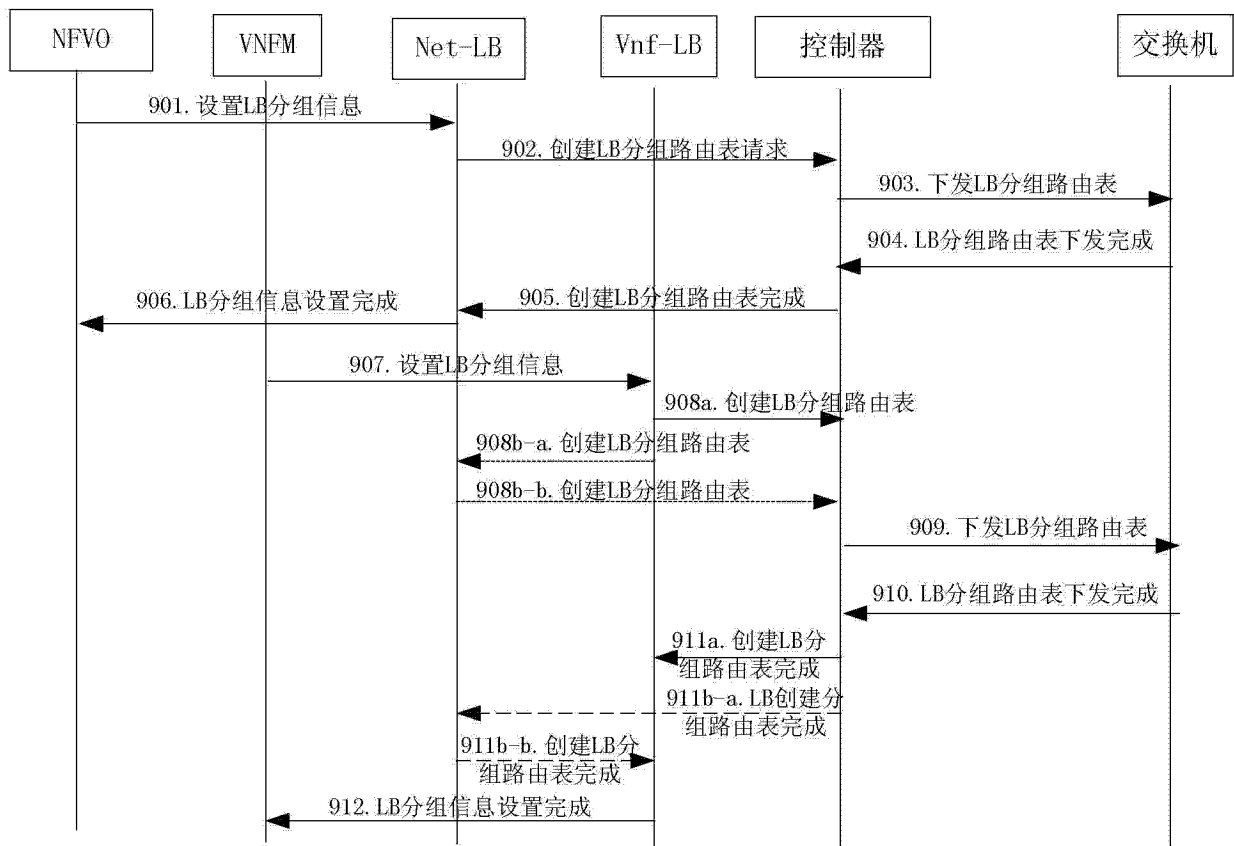 NFVO
VNFM
Net-LB
Vnf-LB
控制器
交换机
901.设置LB分组信息
902.创建LB分组路由表请求
903.下发LB分组路由表
904.LB分组路由表下发完成
905.创建LB分组路由表完成
906.LB分组信息设置完成
907.设置LB分组信息
908a.创建LB分组路由表
908b-a.创建LB分组路由表
908b-b.创建LB分组路由表
909.下发LB分组路由表
910.LB分组路由表下发完成
911a.创建LB分
组路由表完成
911b-a.LB创建分
组路由表完成
911b-b.创建LB分
组路由表完成
912.LB分组信息设置完成